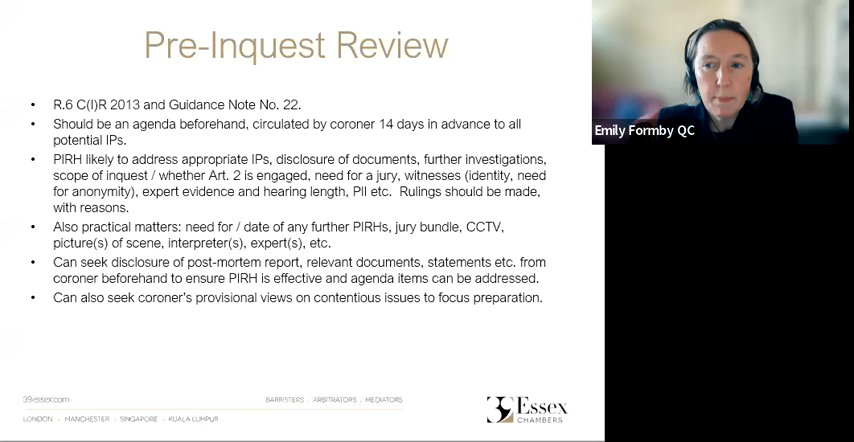 Pre-Inquest Review
• R.6 C(I)R 2013 and Guidance Note No. 22.
• Should be an agenda beforehand, circulated by coroner 14 days in advance to all
potential IPs.
• PIRH likely to address appropriate IPs, disclosure of documents, further investigations,
scope of inquest / whether Art. 2 is engaged, need for a jury, witnesses (identity, need
for anonymity), expert evidence and hearing length, PII etc. Rulings should be made,
with reasons.
• Also practical matters: need for / date of any further PIRHs, jury bundle, CCTV,
picture(s) of scene, interpreter(s), expert(s), etc.
• Can seek disclosure of post-mortem report, relevant documents, statements etc. from
coroner beforehand to ensure PIRH is effective and agenda items can be addressed.
• Can also seek coroner's provisional views on contentious issues to focus preparation.
Emily Formby QC
39essex.com
BARRISTERS . ARBITRATORS . MEDIATORS
LONDON . MANCHESTER . SINGAPORE . KUALA LUMPUR
39 Essex
CHAMBERS